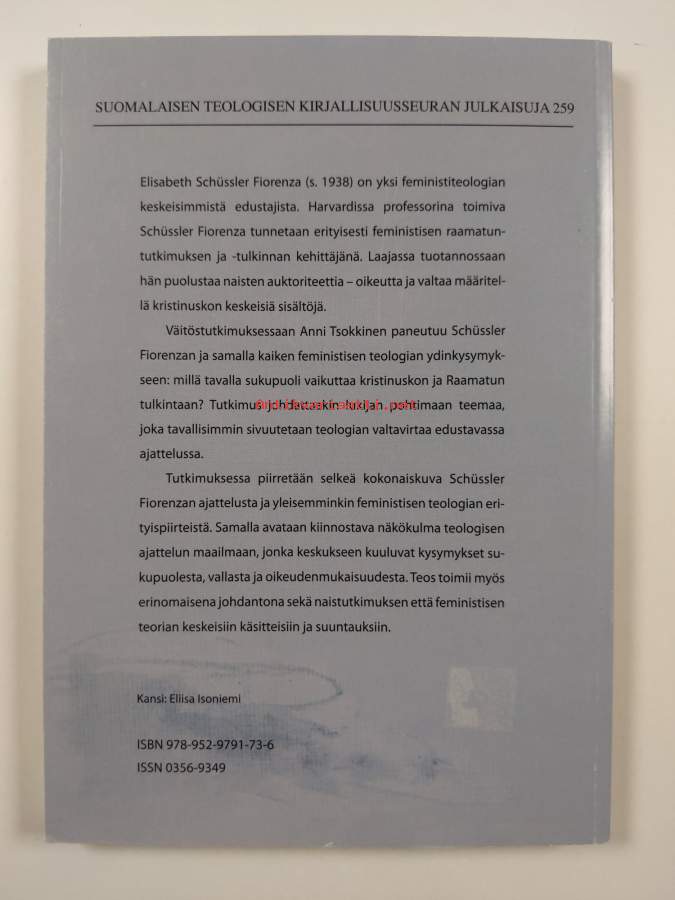 SUOMALAISEN TEOLOGISEN KIRJALLISUUSSEURAN JULKAISUJA 259
Elisabeth Schüssler Fiorenza (s. 1938) on yksi feministiteologian
keskeisimmistä edustajista. Harvardissa professorina toimiva
Schüssler Fiorenza tunnetaan erityisesti feministisen raamatun-
tutkimuksen ja -tulkinnan kehittäjänä. Laajassa tuotannossaan
hän puolustaa naisten auktoriteettia – oikeutta ja valtaa määritel-
lä kristinuskon keskeisiä sisältöjä.
Väitöstutkimuksessaan Anni Tsokkinen paneutuu Schüssler
Fiorenzan ja samalla kaiken feministisen teologian ydinkysymyk-
seen: millä tavalla sukupuoli vaikuttaa kristinuskon ja Raamatun
tulkintaan? Tutkimus johdattaakin lukijan pohtimaan teemaa,
joka tavallisimmin sivuutetaan teologian valtavirtaa edustavassa
ajattelussa.
Tutkimuksessa piirretään selkeä kokonaiskuva Schüssler
Fiorenzan ajattelusta ja yleisemminkin feministisen teologian eri-
tyispiirteistä. Samalla avataan kiinnostava näkökulma teologisen
ajattelun maailmaan, jonka keskukseen kuuluvat kysymykset su-
kupuolesta, vallasta ja oikeudenmukaisuudesta. Teos toimii myös
erinomaisena johdantona sekä naistutkimuksen että feministisen
teorian keskeisiin käsitteisiin ja suuntauksiin.
Kansi: Eliisa Isoniemi
ISBN 978-952-9791-73-6
ISSN 0356-9349